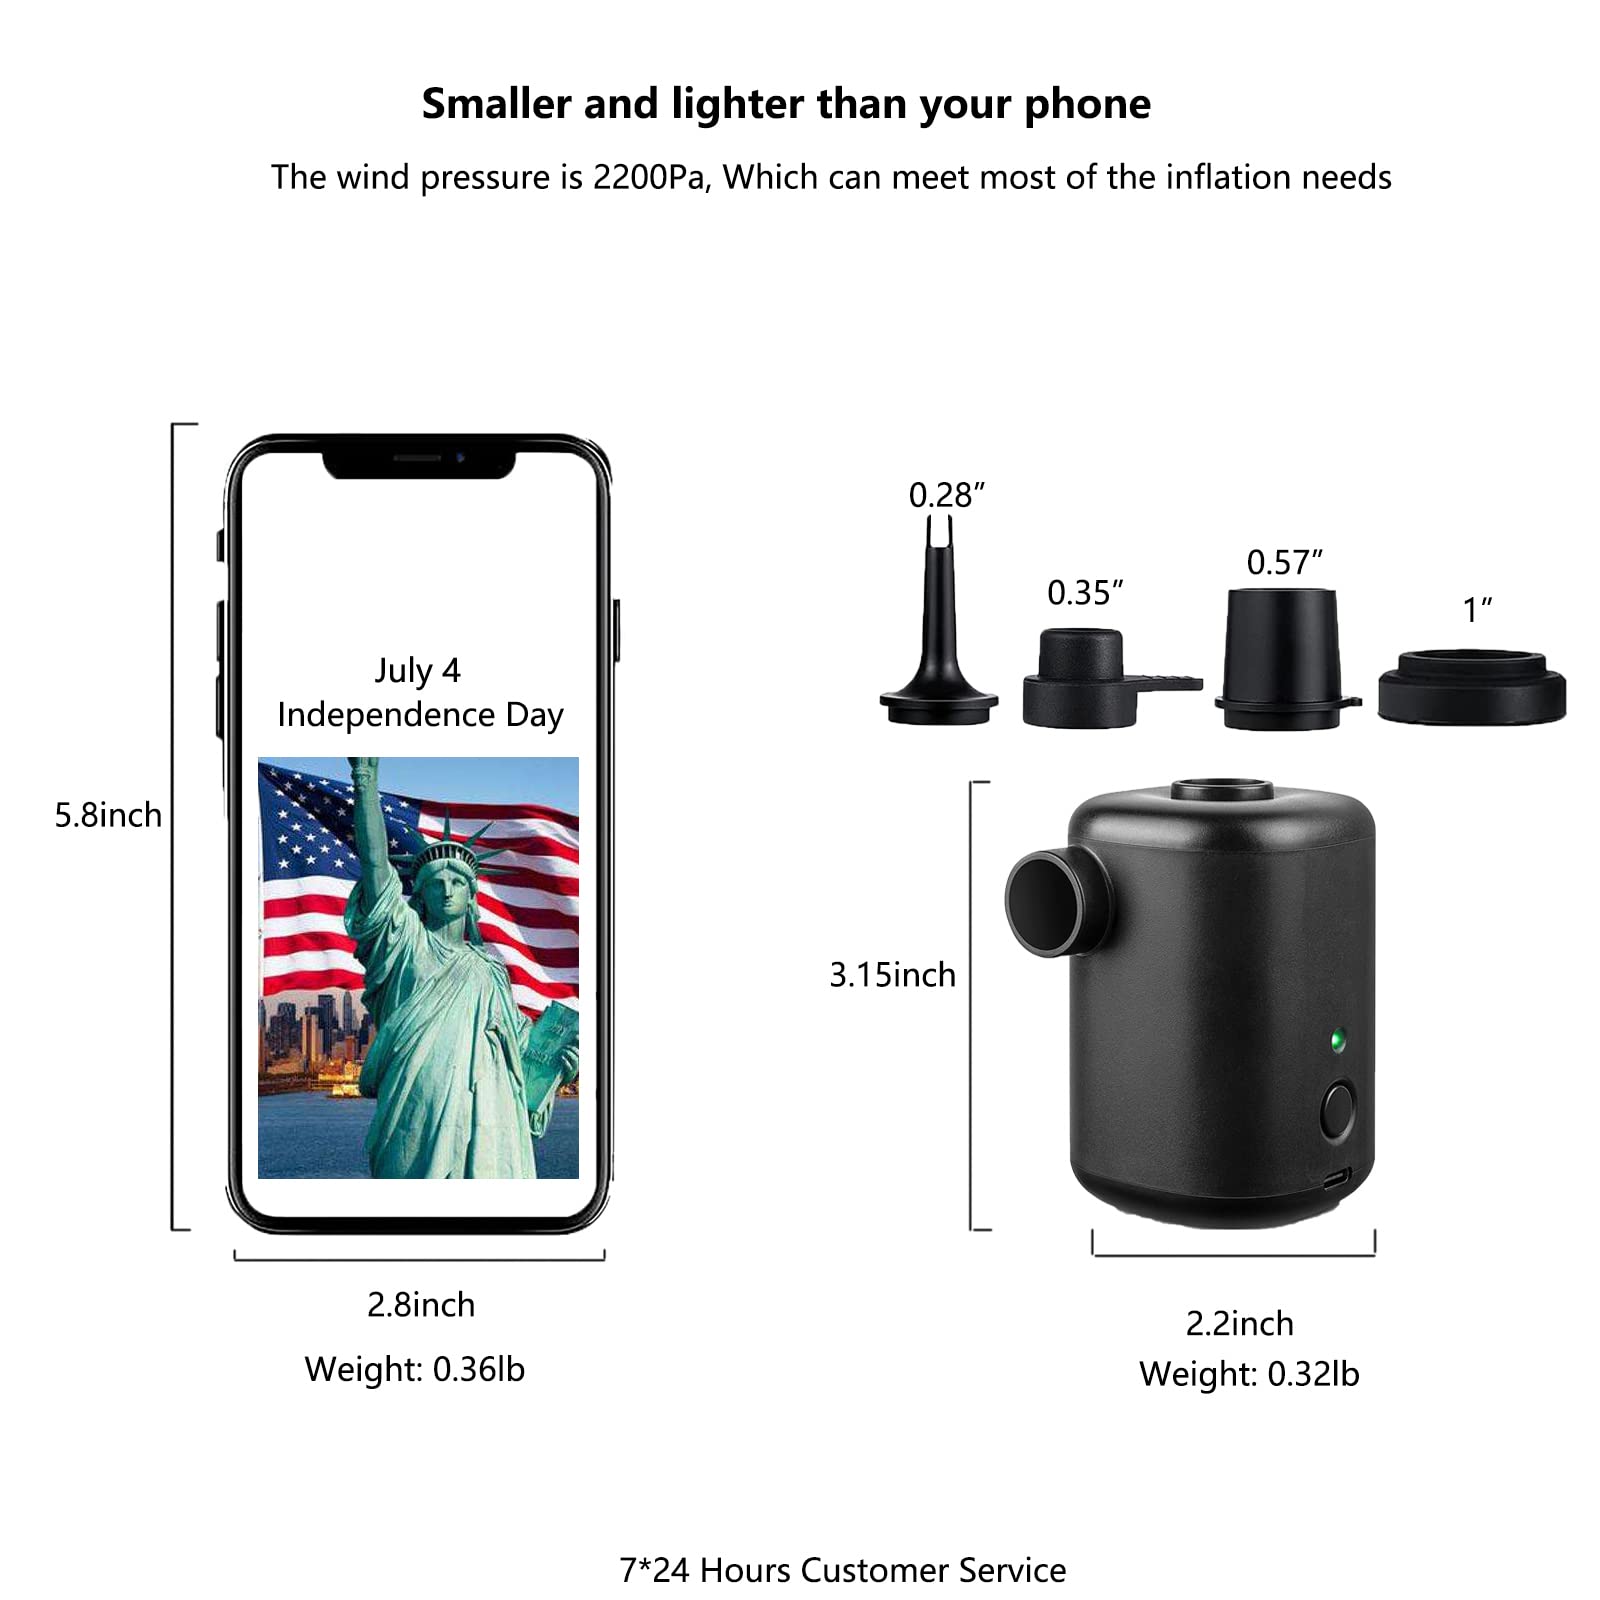 Smaller and lighter than your phone
The wind pressure is 2200Pa, Which can meet most of the inflation needs
0.28″
0.35″
0.57″
1″
July 4
Independence Day
5.8inch
3.15inch
2.8inch
Weight: 0.36lb
2.2inch
Weight: 0.32lb
7*24 Hours Customer Service